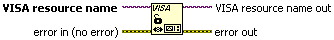 VISA resource name VISA VISA resource name out
error in (no error) error out